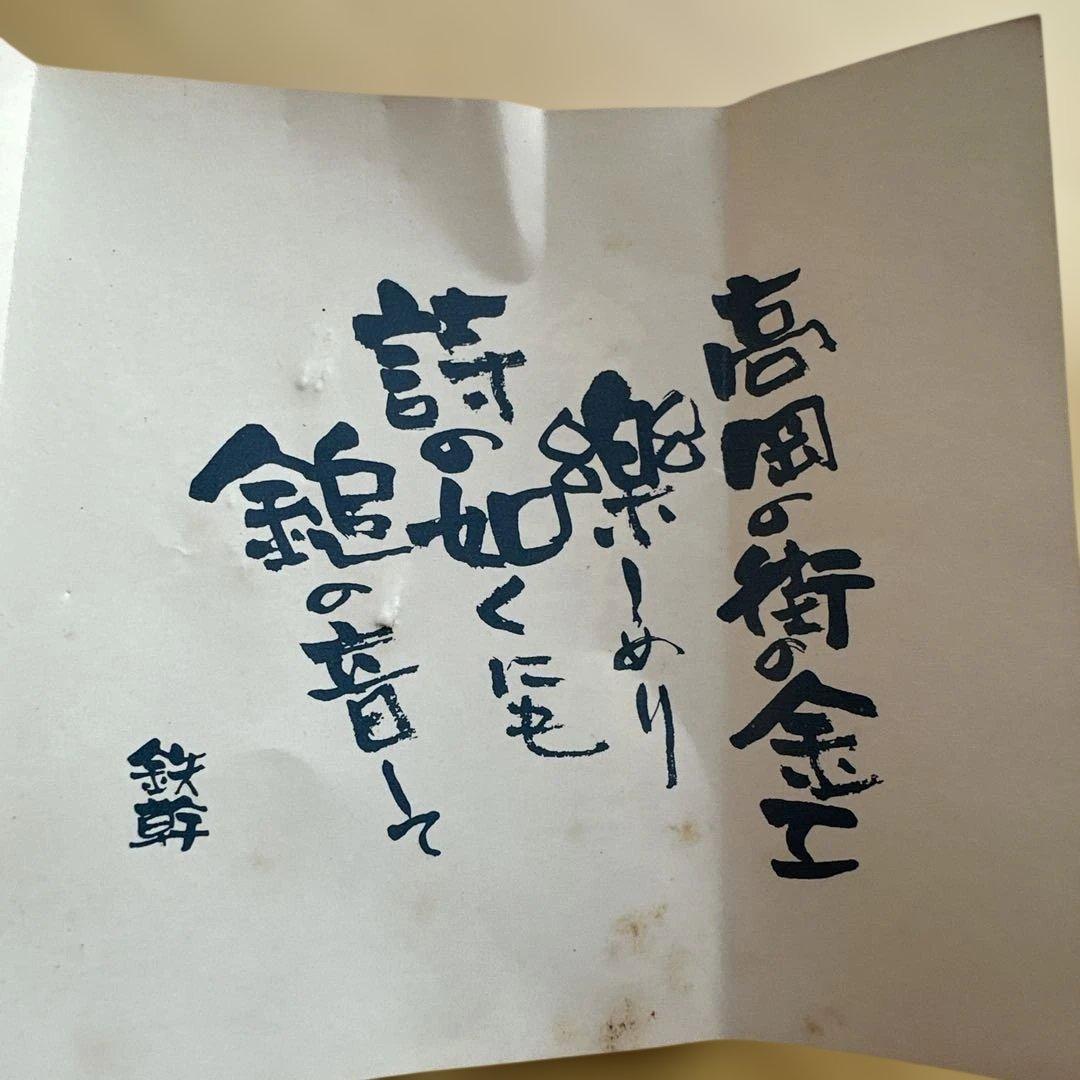 高岡の街の金工
樂しめり
詩の如くにも
鎚の音して
鉄幹